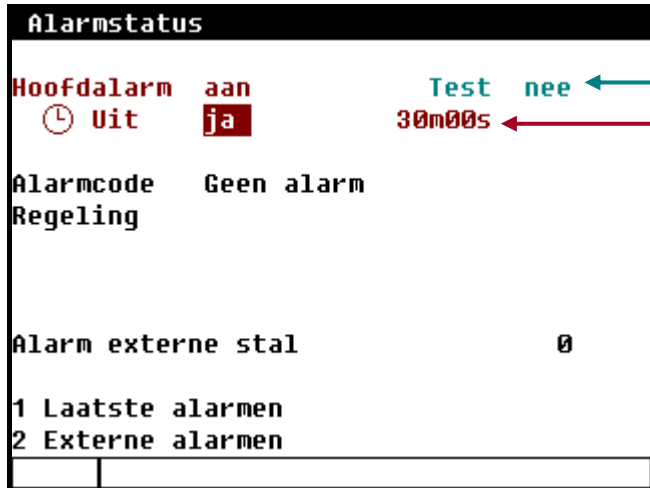 Alarmstatus
Hoofdalarm aan Test nee
Uit ja 30m00s
Alarmcode Geen alarm
Regeling
Alarm externe stal 0
1 Laatste alarmen
2 Externe alarmen